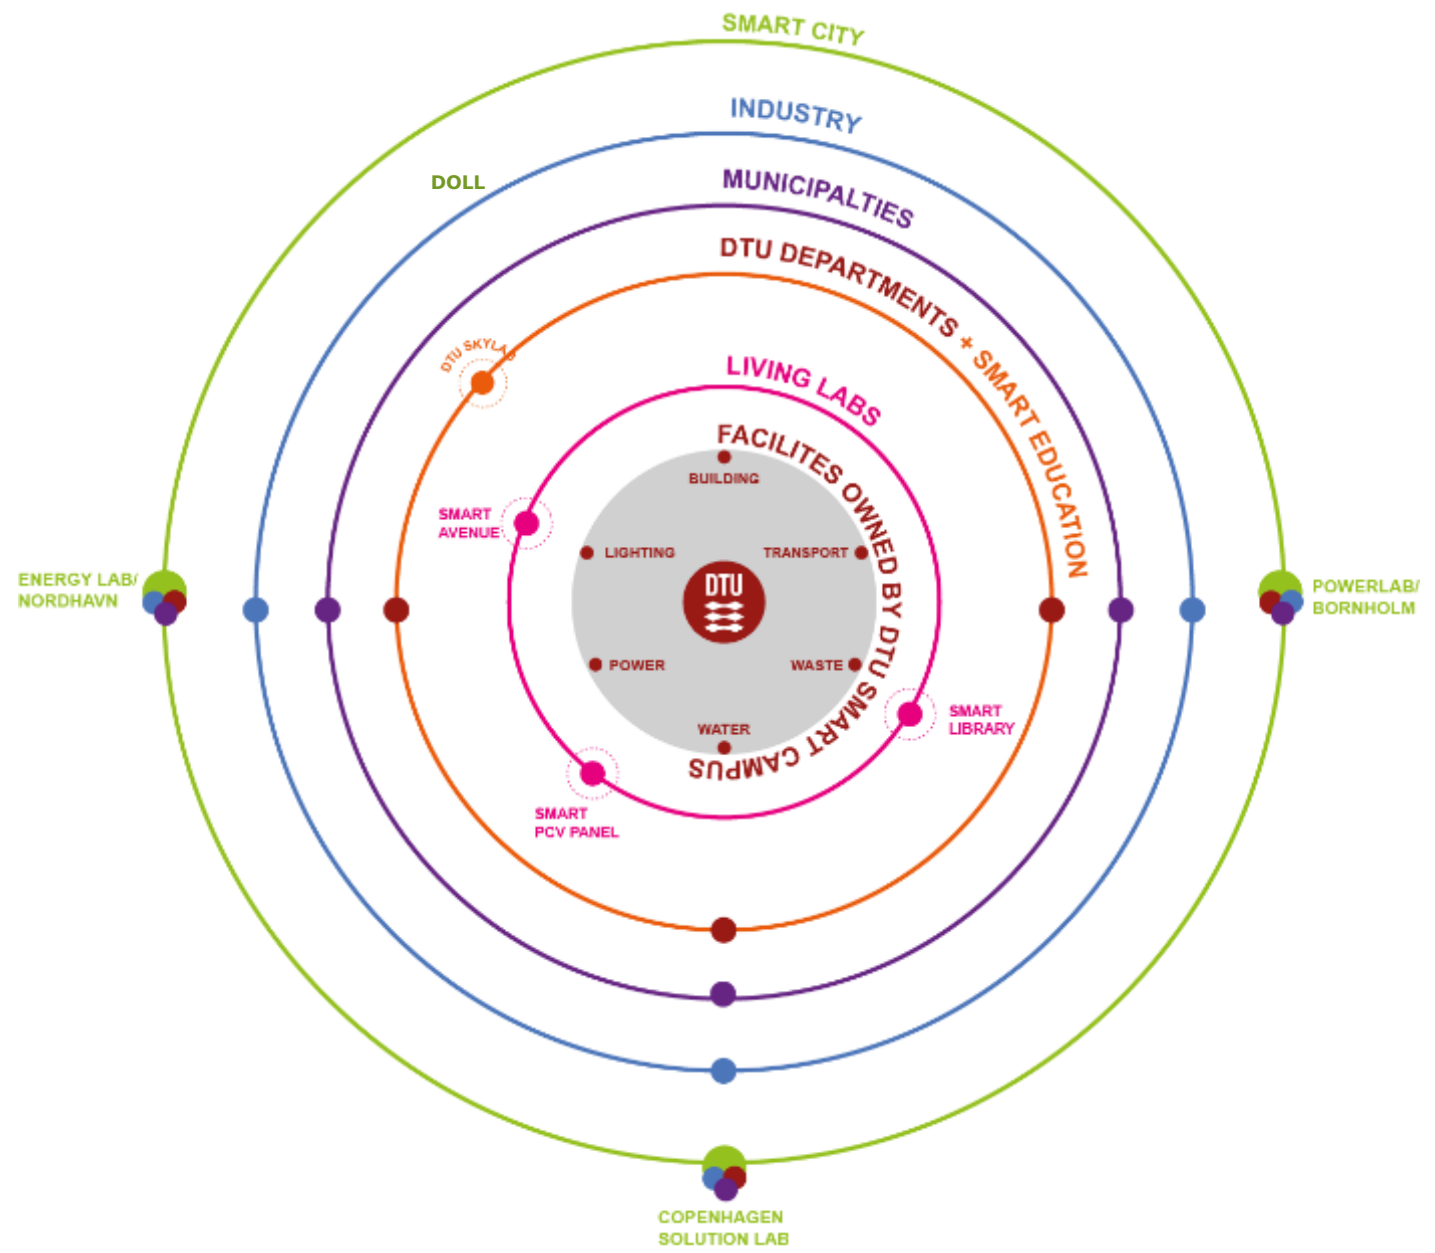 SMART CITY
INDUSTRY
DOLL
MUNICIPALTIES
DTU DEPARTMENTS + SMART EDUCATION
DTU SKYLAB
LIVING LABS
FACILITES OWNED BY DTU SMART CAMPUS
BUILDING
SMART
AVENUE
LIGHTING
TRANSPORT
DTU
ENERGY LAB/
NORDHAVN
POWERLAB/
BORNHOLM
POWER
WASTE
SMART
LIBRARY
WATER
SMART
PCV PANEL
COPENHAGEN
SOLUTION LAB